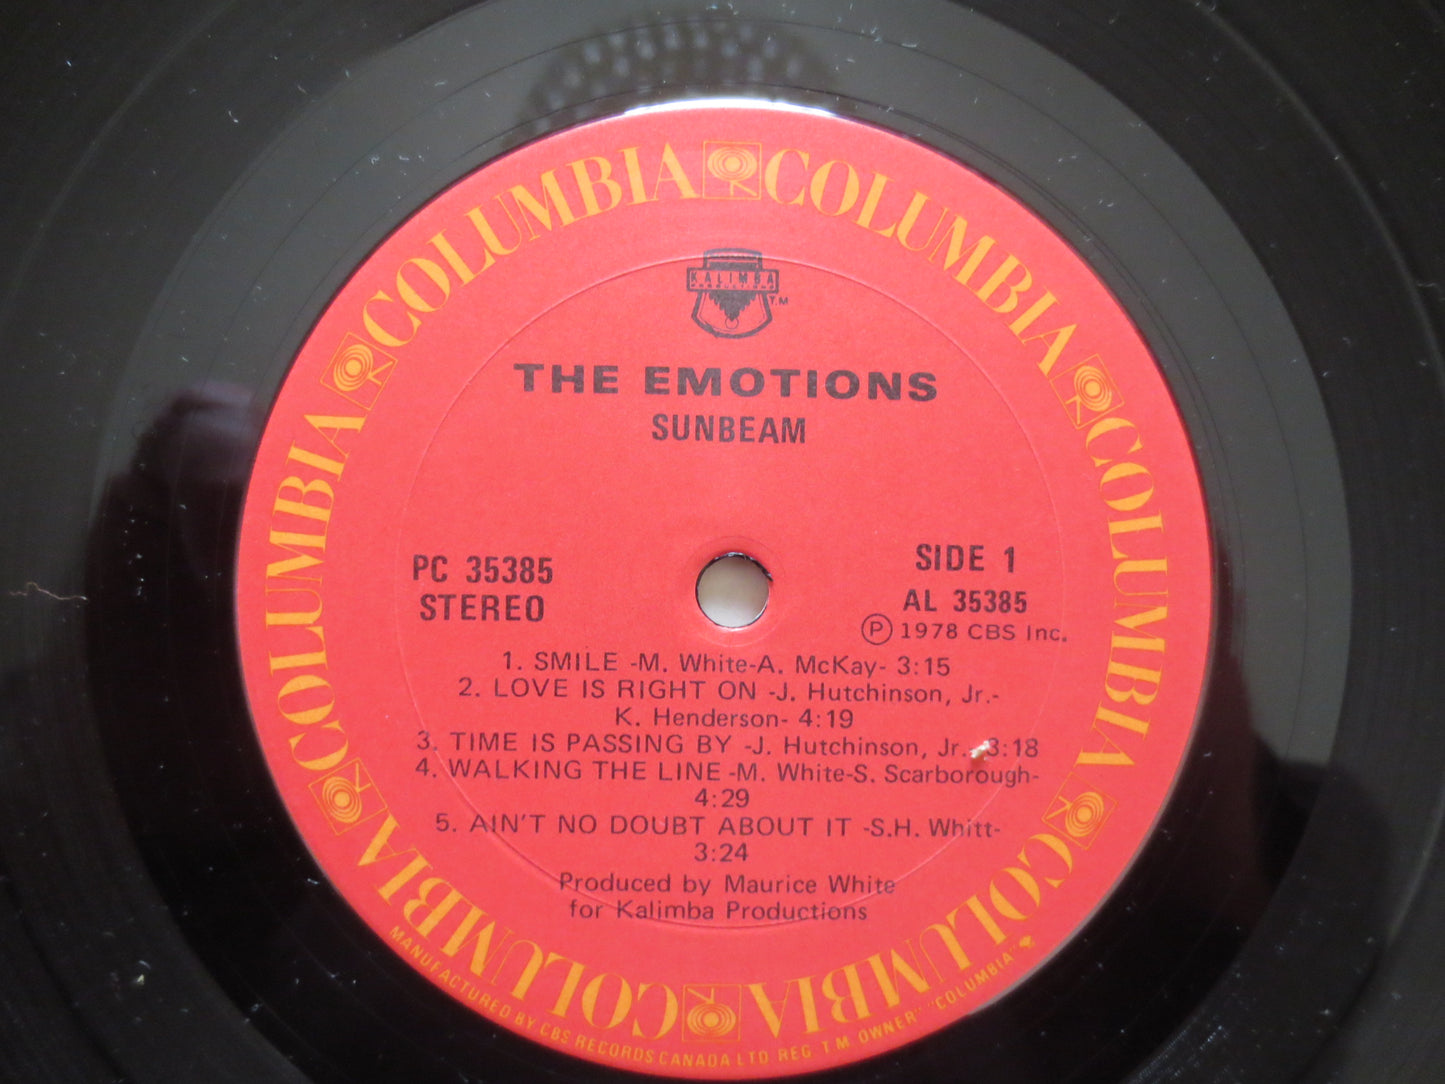 COLUMBIA COLUMBIA COLUMBIA COLUMBIA COLUMBIA COLUMBIA
KALIMBA
T.M
THE EMOTIONS
SUNBEAM
PC 35385
STEREO
SIDE 1
AL 35385
Ⓟ 1978 CBS Inc.
1. SMILE -M. White-A. McKay- 3:15
2. LOVE IS RIGHT ON -J. Hutchinson, Jr.-
K. Henderson- 4:19
3. TIME IS PASSING BY -J. Hutchinson, Jr.- 3:18
4. WALKING THE LINE -M. White-S. Scarborough-
4:29
5. AIN'T NO DOUBT ABOUT IT -S.H. Whitt-
3:24
Produced by Maurice White
for Kalimba Productions
MANUFACTURED BY CBS RECORDS CANADA LTD REG. T.M. OWNER "COLUMBIA"